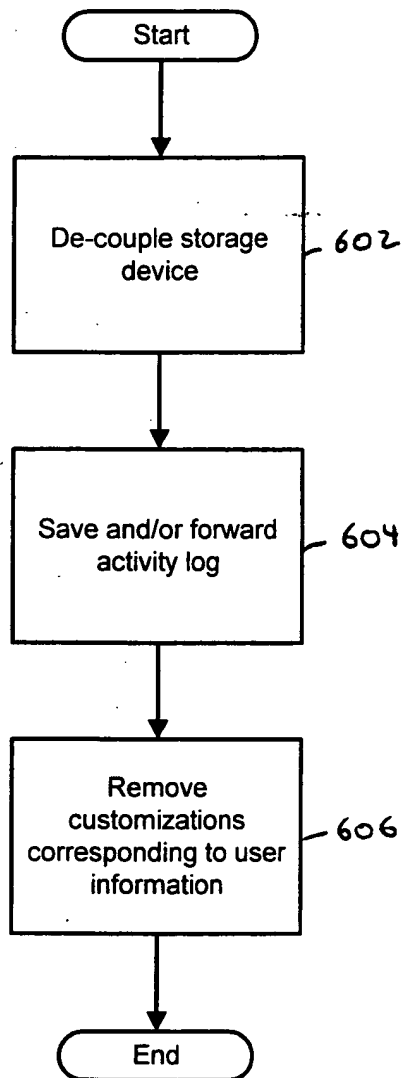 Start
De-couple storage
device
602
Save and/or forward
activity log
604
Remove
customizations
corresponding to user
information
606
End